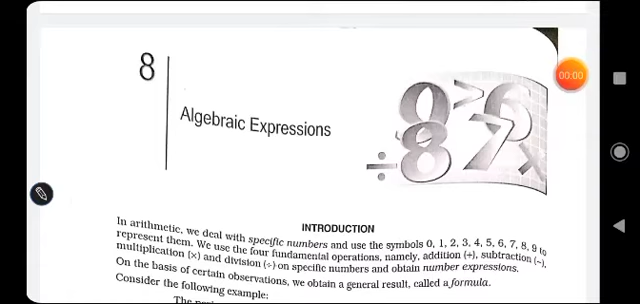 8
Algebraic Expressions
00:00
INTRODUCTION
In arithmetic, we deal with specific numbers and use the symbols 0, 1, 2, 3, 4, 5, 6, 7, 8, 9 to
represent them. We use the four fundamental operations, namely, addition (+), subtraction (−),
multiplication (×) and division (÷) on specific numbers and obtain number expressions.
On the basis of certain observations, we obtain a general result, called a formula.
Consider the following example:
The